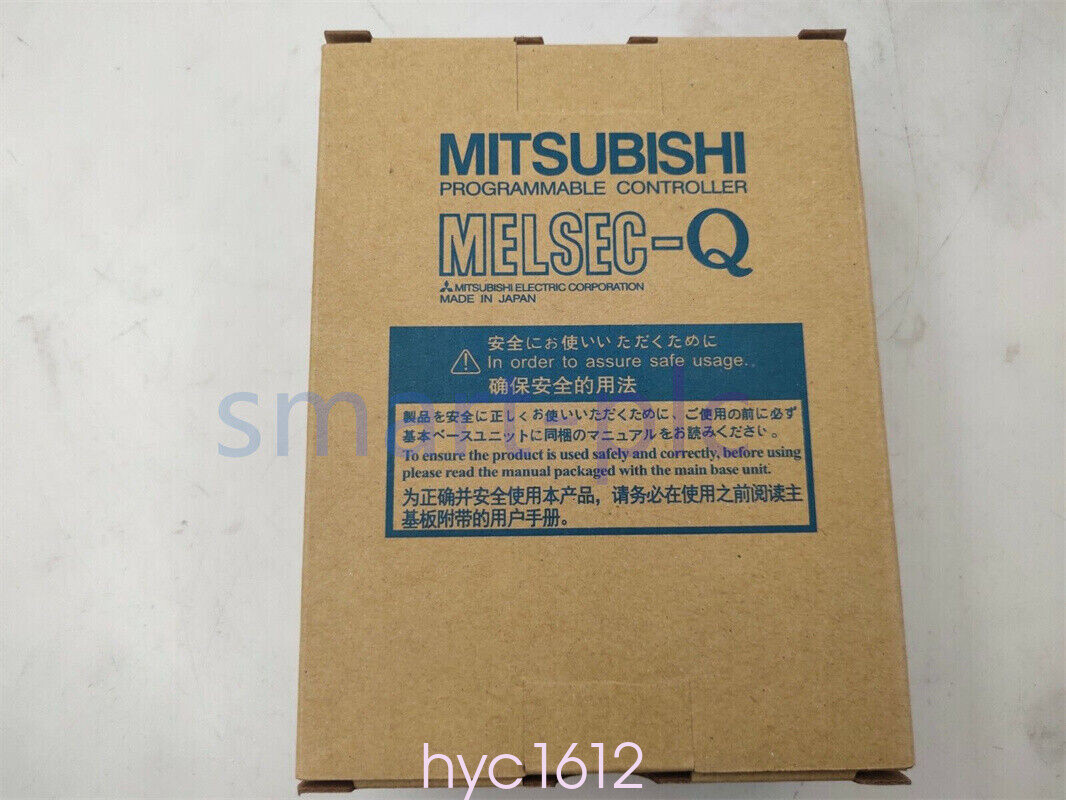 MITSUBISHI
PROGRAMMABLE CONTROLLER
MELSEC-Q
MITSUBISHI ELECTRIC CORPORATION
MADE IN JAPAN
安全にお使いいただくために
In order to assure safe usage.
确保安全的用法
製品を安全に正しくお使いいただくために、ご使用の前に必ず
基本ベースユニットに同梱のマニュアルをお読みください。
To ensure the product is used safely and correctly, before using
please read the manual packaged with the main base unit.
为正确并安全使用本产品，请务必在使用之前阅读主
基板附带的用户手册。
smart-plc
hyc1612